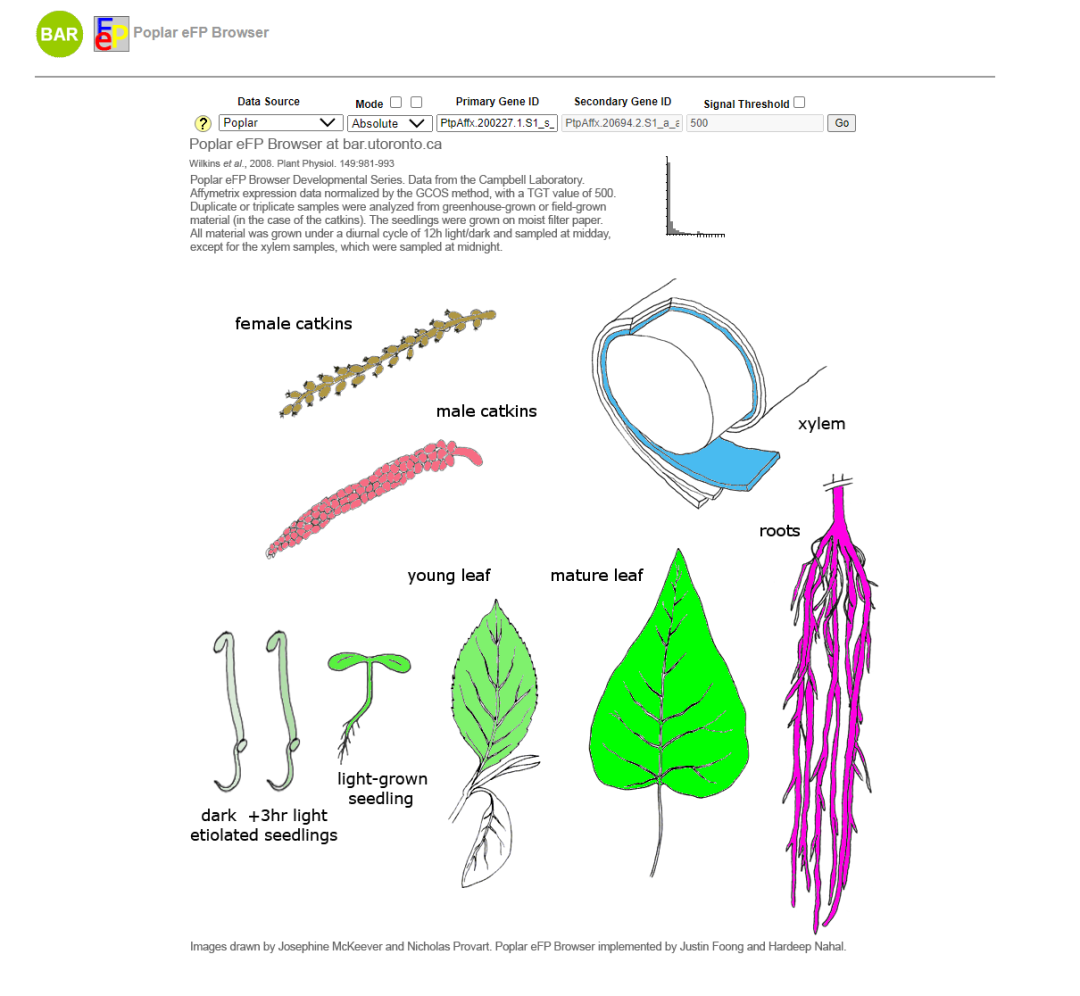 BAR eFP Poplar eFP Browser
Data Source Mode Primary Gene ID Secondary Gene ID Signal Threshold
? Poplar Absolute PtpAffx.200227.1.S1_s_ PtpAffx.20694.2.S1_a_a 500 Go
Poplar eFP Browser at bar.utoronto.ca
Wilkins et al., 2008. Plant Physiol. 149:981-993
Poplar eFP Browser Developmental Series. Data from the Campbell Laboratory.
Affymetrix expression data normalized by the GCOS method, with a TGT value of 500.
Duplicate or triplicate samples were analyzed from greenhouse-grown or field-grown
material (in the case of the catkins). The seedlings were grown on moist filter paper.
All material was grown under a diurnal cycle of 12h light/dark and sampled at midday,
except for the xylem samples, which were sampled at midnight.
female catkins
male catkins
xylem
roots
young leaf
mature leaf
light-grown
seedling
dark +3hr light
etiolated seedlings
Images drawn by Josephine McKeever and Nicholas Provart. Poplar eFP Browser implemented by Justin Foong and Hardeep Nahal.